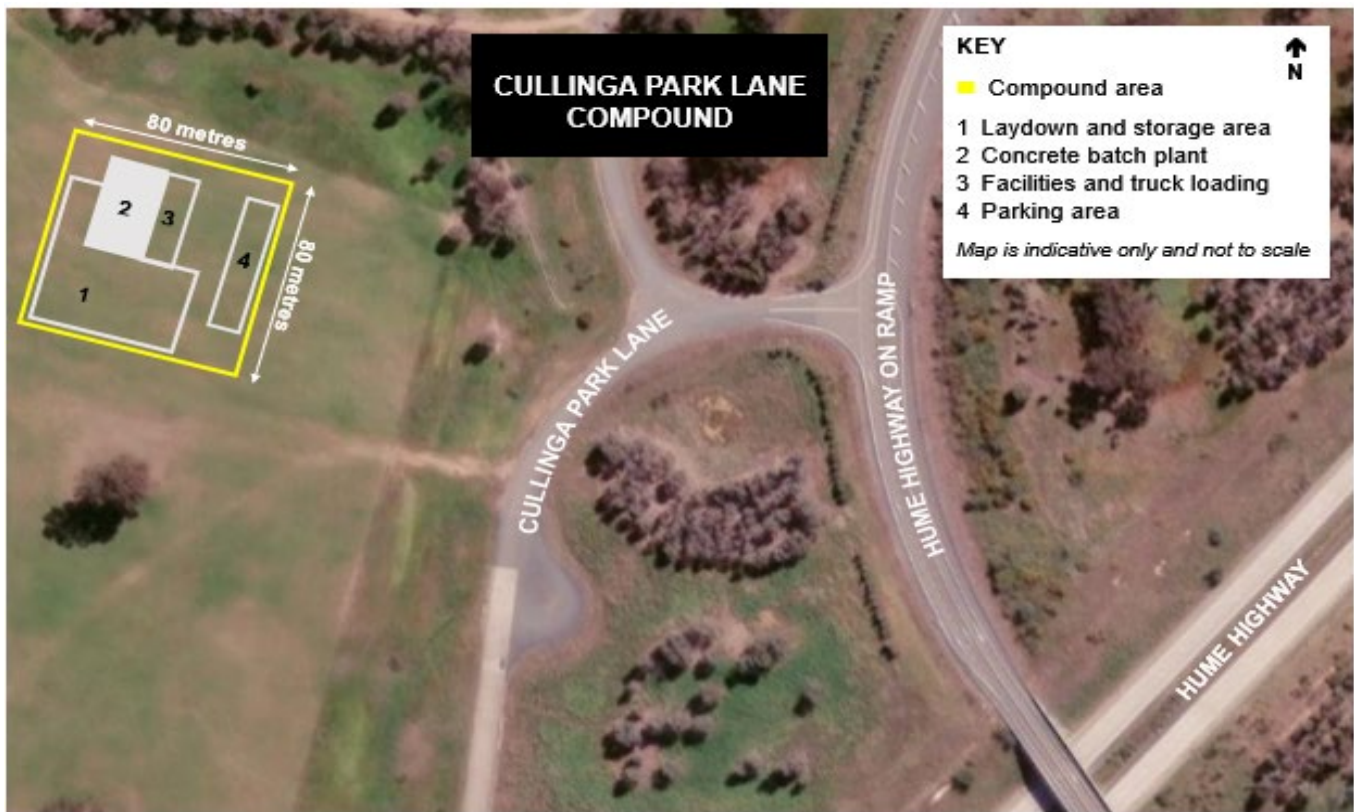 CULLINGA PARK LANE
COMPOUND
KEY
N
Compound area
1 Laydown and storage area
2 Concrete batch plant
3 Facilities and truck loading
4 Parking area
Map is indicative only and not to scale
80 metres
80 metres
2
3
4
1
CULLINGA PARK LANE
HUME HIGHWAY ON RAMP
HUME HIGHWAY